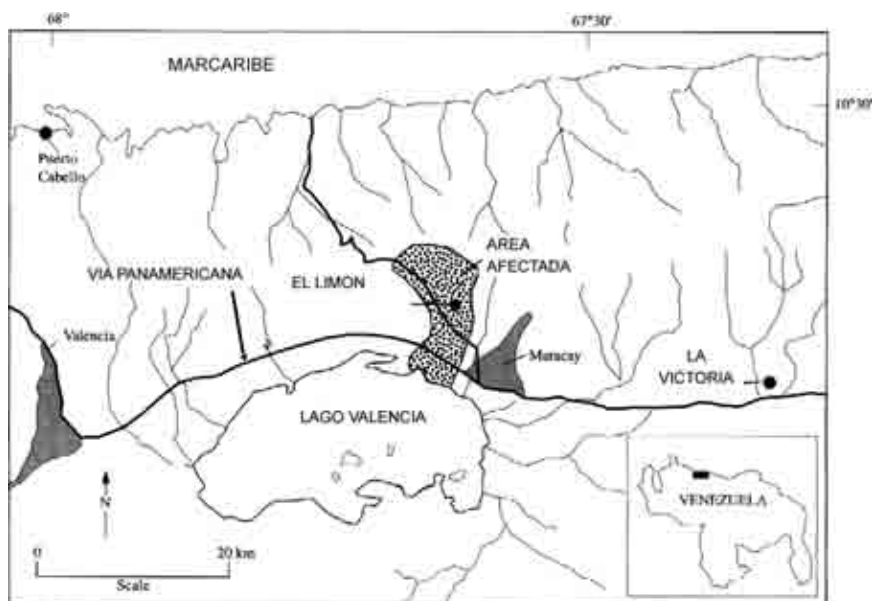 68°
67°30'
MARCARIBE
10°30'
Puerto
Cabello
AREA
AFECTADA
VIA PANAMERICANA
EL LIMON
Valencia
Maracay
LA
VICTORIA
LAGO VALENCIA
N
VENEZUELA
0
20 km
Scale